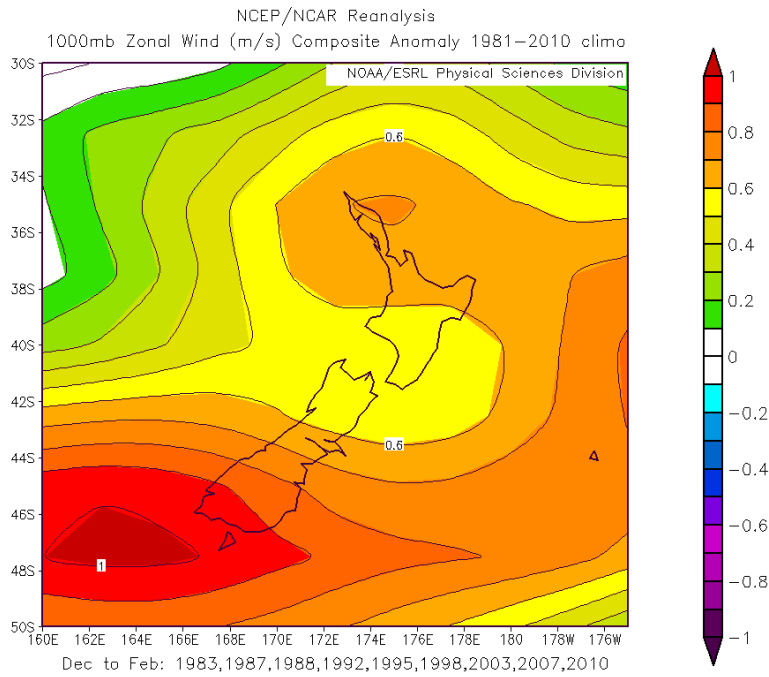 NCEP/NCAR Reanalysis
1000mb Zonal Wind (m/s) Composite Anomaly 1981-2010 climo
NOAA/ESRL Physical Sciences Division
30S
32S
34S
36S
38S
40S
42S
44S
46S
48S
50S
0.6
0.6
1
160E 162E 164E 166E 168E 170E 172E 174E 176E 178E 180 178W 176W
1
0.8
0.6
0.4
0.2
0
-0.2
-0.4
-0.6
-0.8
-1
Dec to Feb: 1983,1987,1988,1992,1995,1998,2003,2007,2010